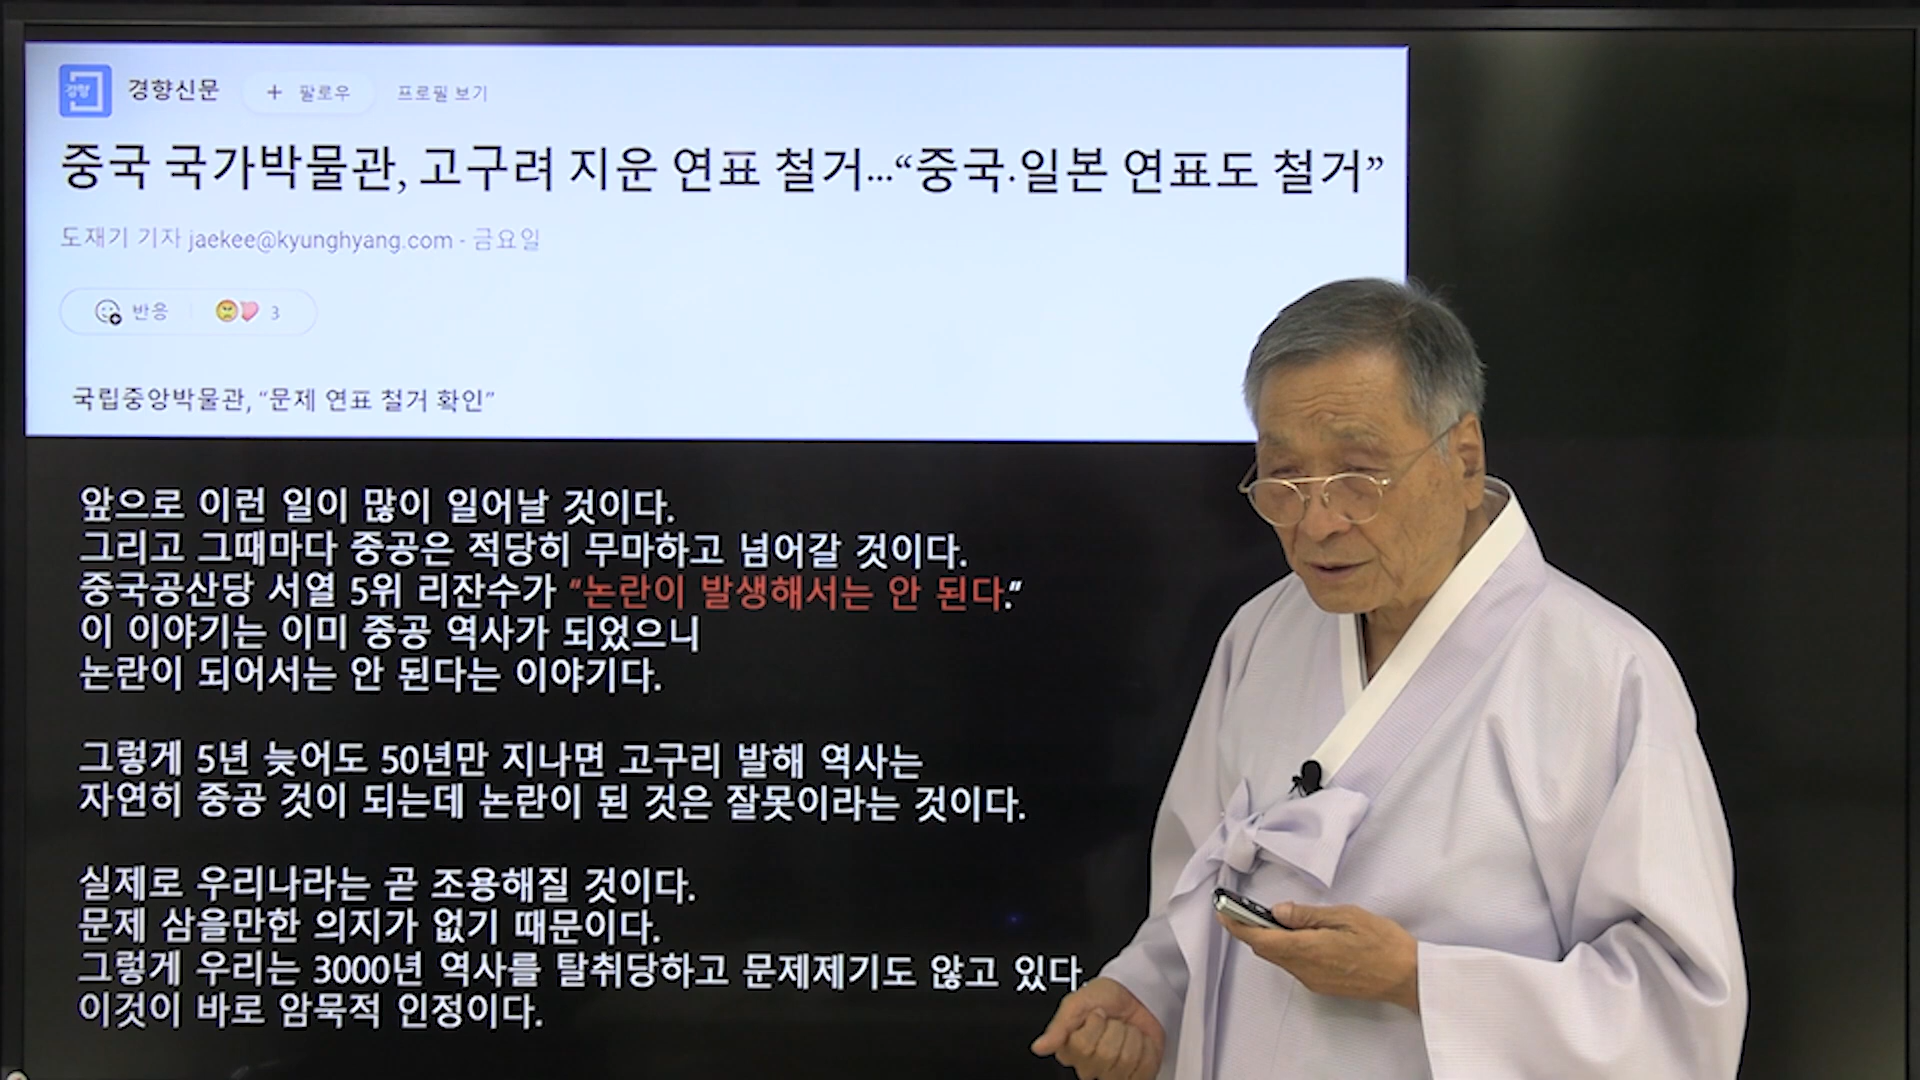 경향
경향신문
+ 팔로우
프로필 보기
중국 국가박물관, 고구려 지운 연표 철거...“중국·일본 연표도 철거”
도재기 기자 jaekee@kyunghyang.com - 금요일
반응
3
국립중앙박물관, “문제 연표 철거 확인”
앞으로 이런 일이 많이 일어날 것이다.
그리고 그때마다 중공은 적당히 무마하고 넘어갈 것이다.
중국공산당 서열 5위 리잔수가 “논란이 발생해서는 안 된다.”
이 이야기는 이미 중공 역사가 되었으니
논란이 되어서는 안 된다는 이야기다.
그렇게 5년 늦어도 50년만 지나면 고구리 발해 역사는
자연히 중공 것이 되는데 논란이 된 것은 잘못이라는 것이다.
실제로 우리나라는 곧 조용해질 것이다.
문제 삼을만한 의지가 없기 때문이다.
그렇게 우리는 3000년 역사를 탈취당하고 문제제기도 않고 있다.
이것이 바로 암묵적 인정이다.